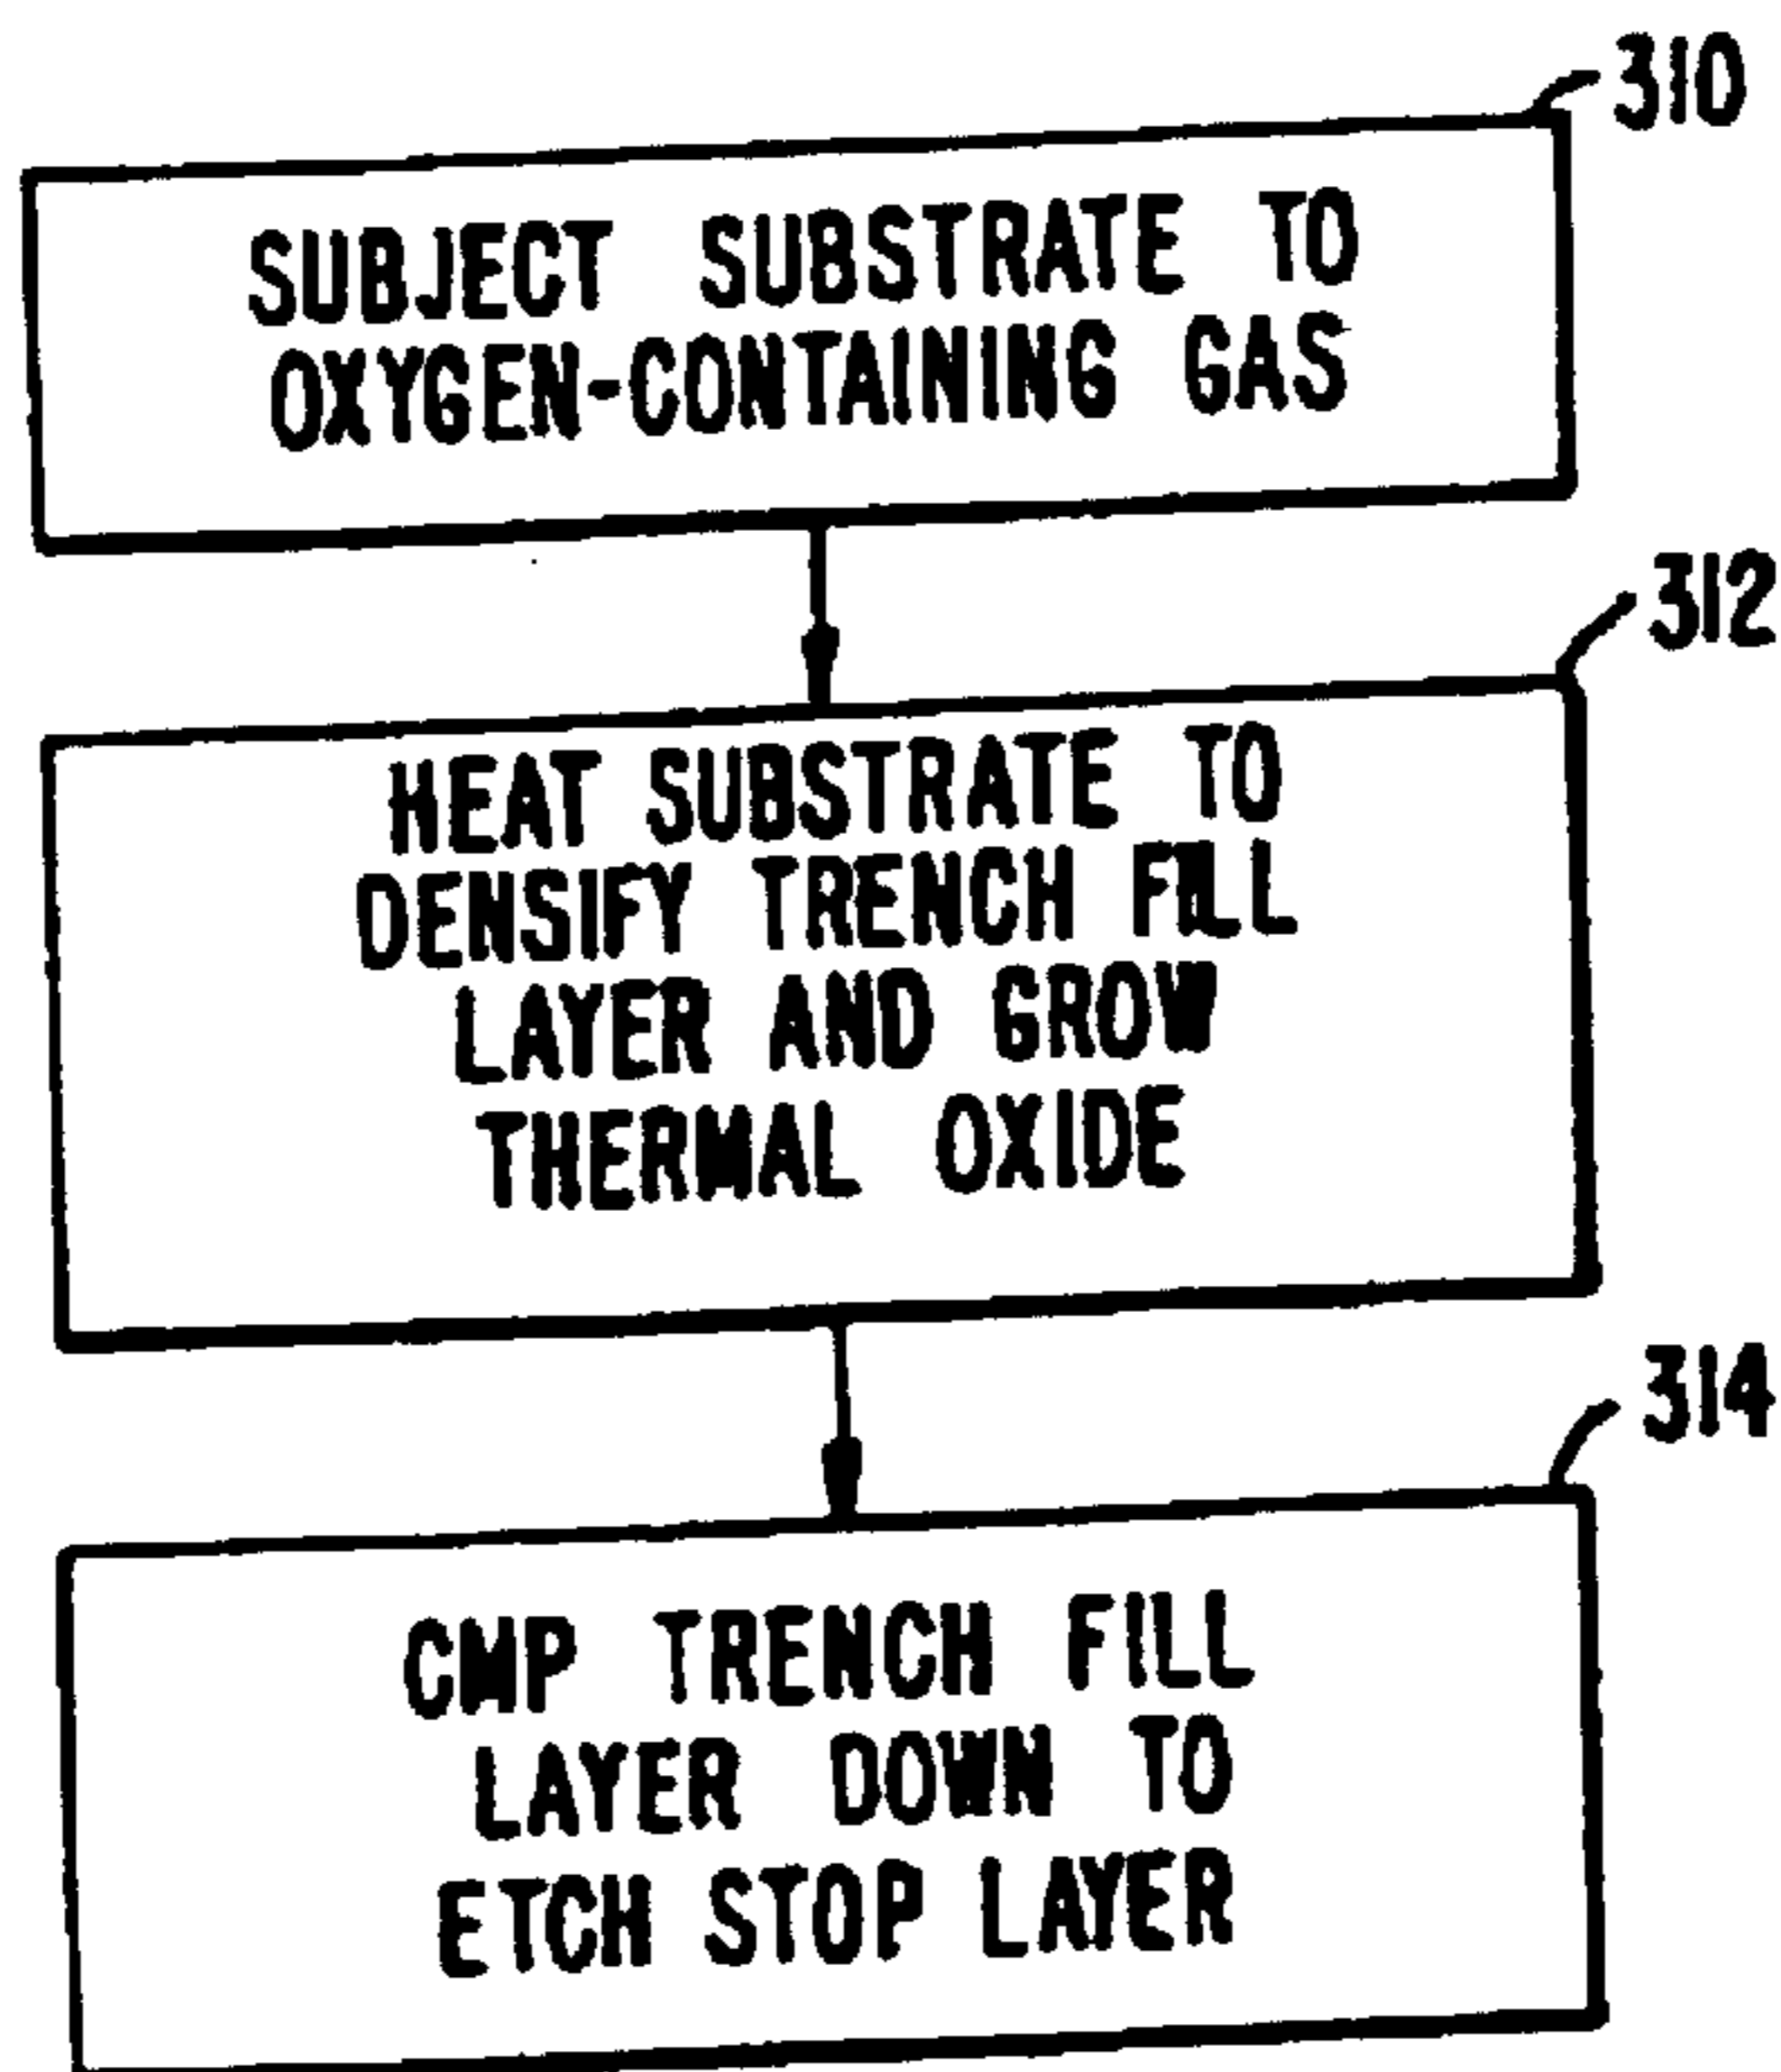 310
SUBJECT SUBSTRATE TO
OXYGEN-CONTAINING GAS
312
HEAT SUBSTRATE TO
DENSIFY TRENCH FILL
LAYER AND GROW
THERMAL OXIDE
314
CMP TRENCH FILL
LAYER DOWN TO
ETCH STOP LAYER